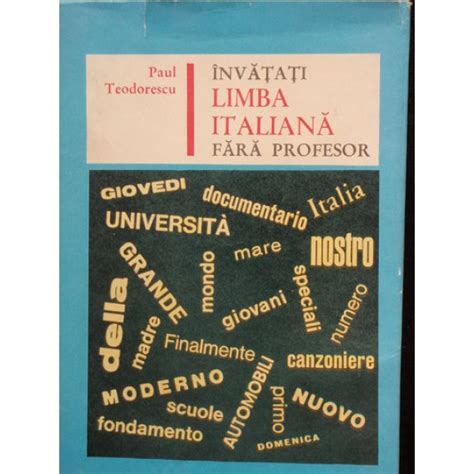 Paul
Teodorescu
ÎNVĂŢAŢI
LIMBA
ITALIANĂ
FĂRĂ PROFESOR
GIOVEDI
documentario
Italia
UNIVERSITÀ
mare
nostro
della
GRANDE
mondo
giovani
speciali
numero
madre
Finalmente
canzoniere
MODERNO
scuole
AUTOMOBILI
primo
NUOVO
fondamento
DOMENICA